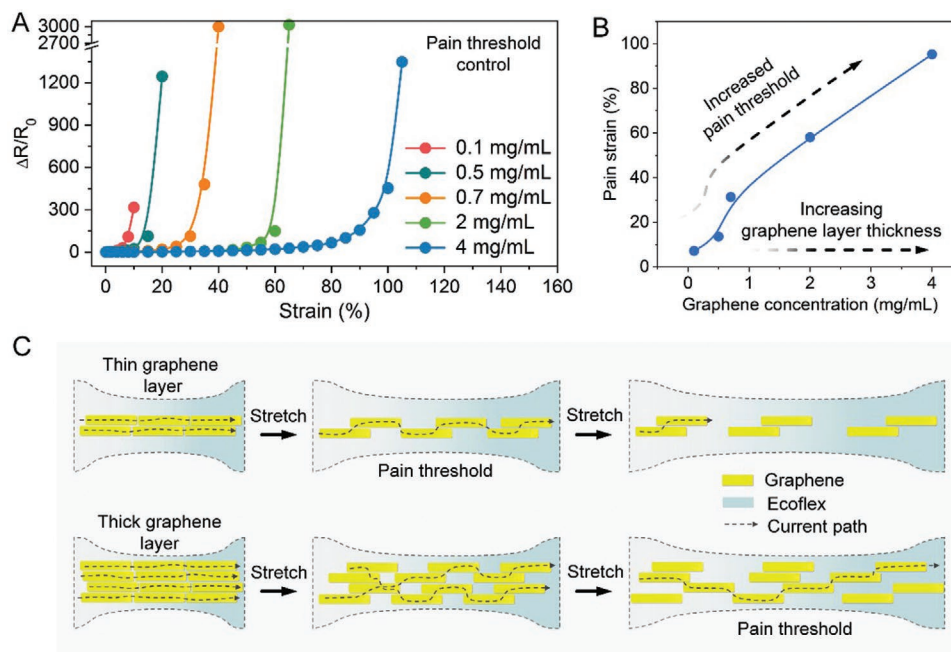 A
3000
2700
1200
900
600
300
0
ΔR/R0
Pain threshold
control
0.1 mg/mL
0.5 mg/mL
0.7 mg/mL
2 mg/mL
4 mg/mL
0 20 40 60 80 100 120 140 160
Strain (%)
B
100
80
60
40
20
0
Pain strain (%)
Increased
pain threshold
Increasing
graphene layer thickness
0 1 2 3 4
Graphene concentration (mg/mL)
C
Thin graphene
layer
Stretch
Pain threshold
Stretch
Graphene
Ecoflex
Current path
Thick graphene
layer
Stretch
Stretch
Pain threshold